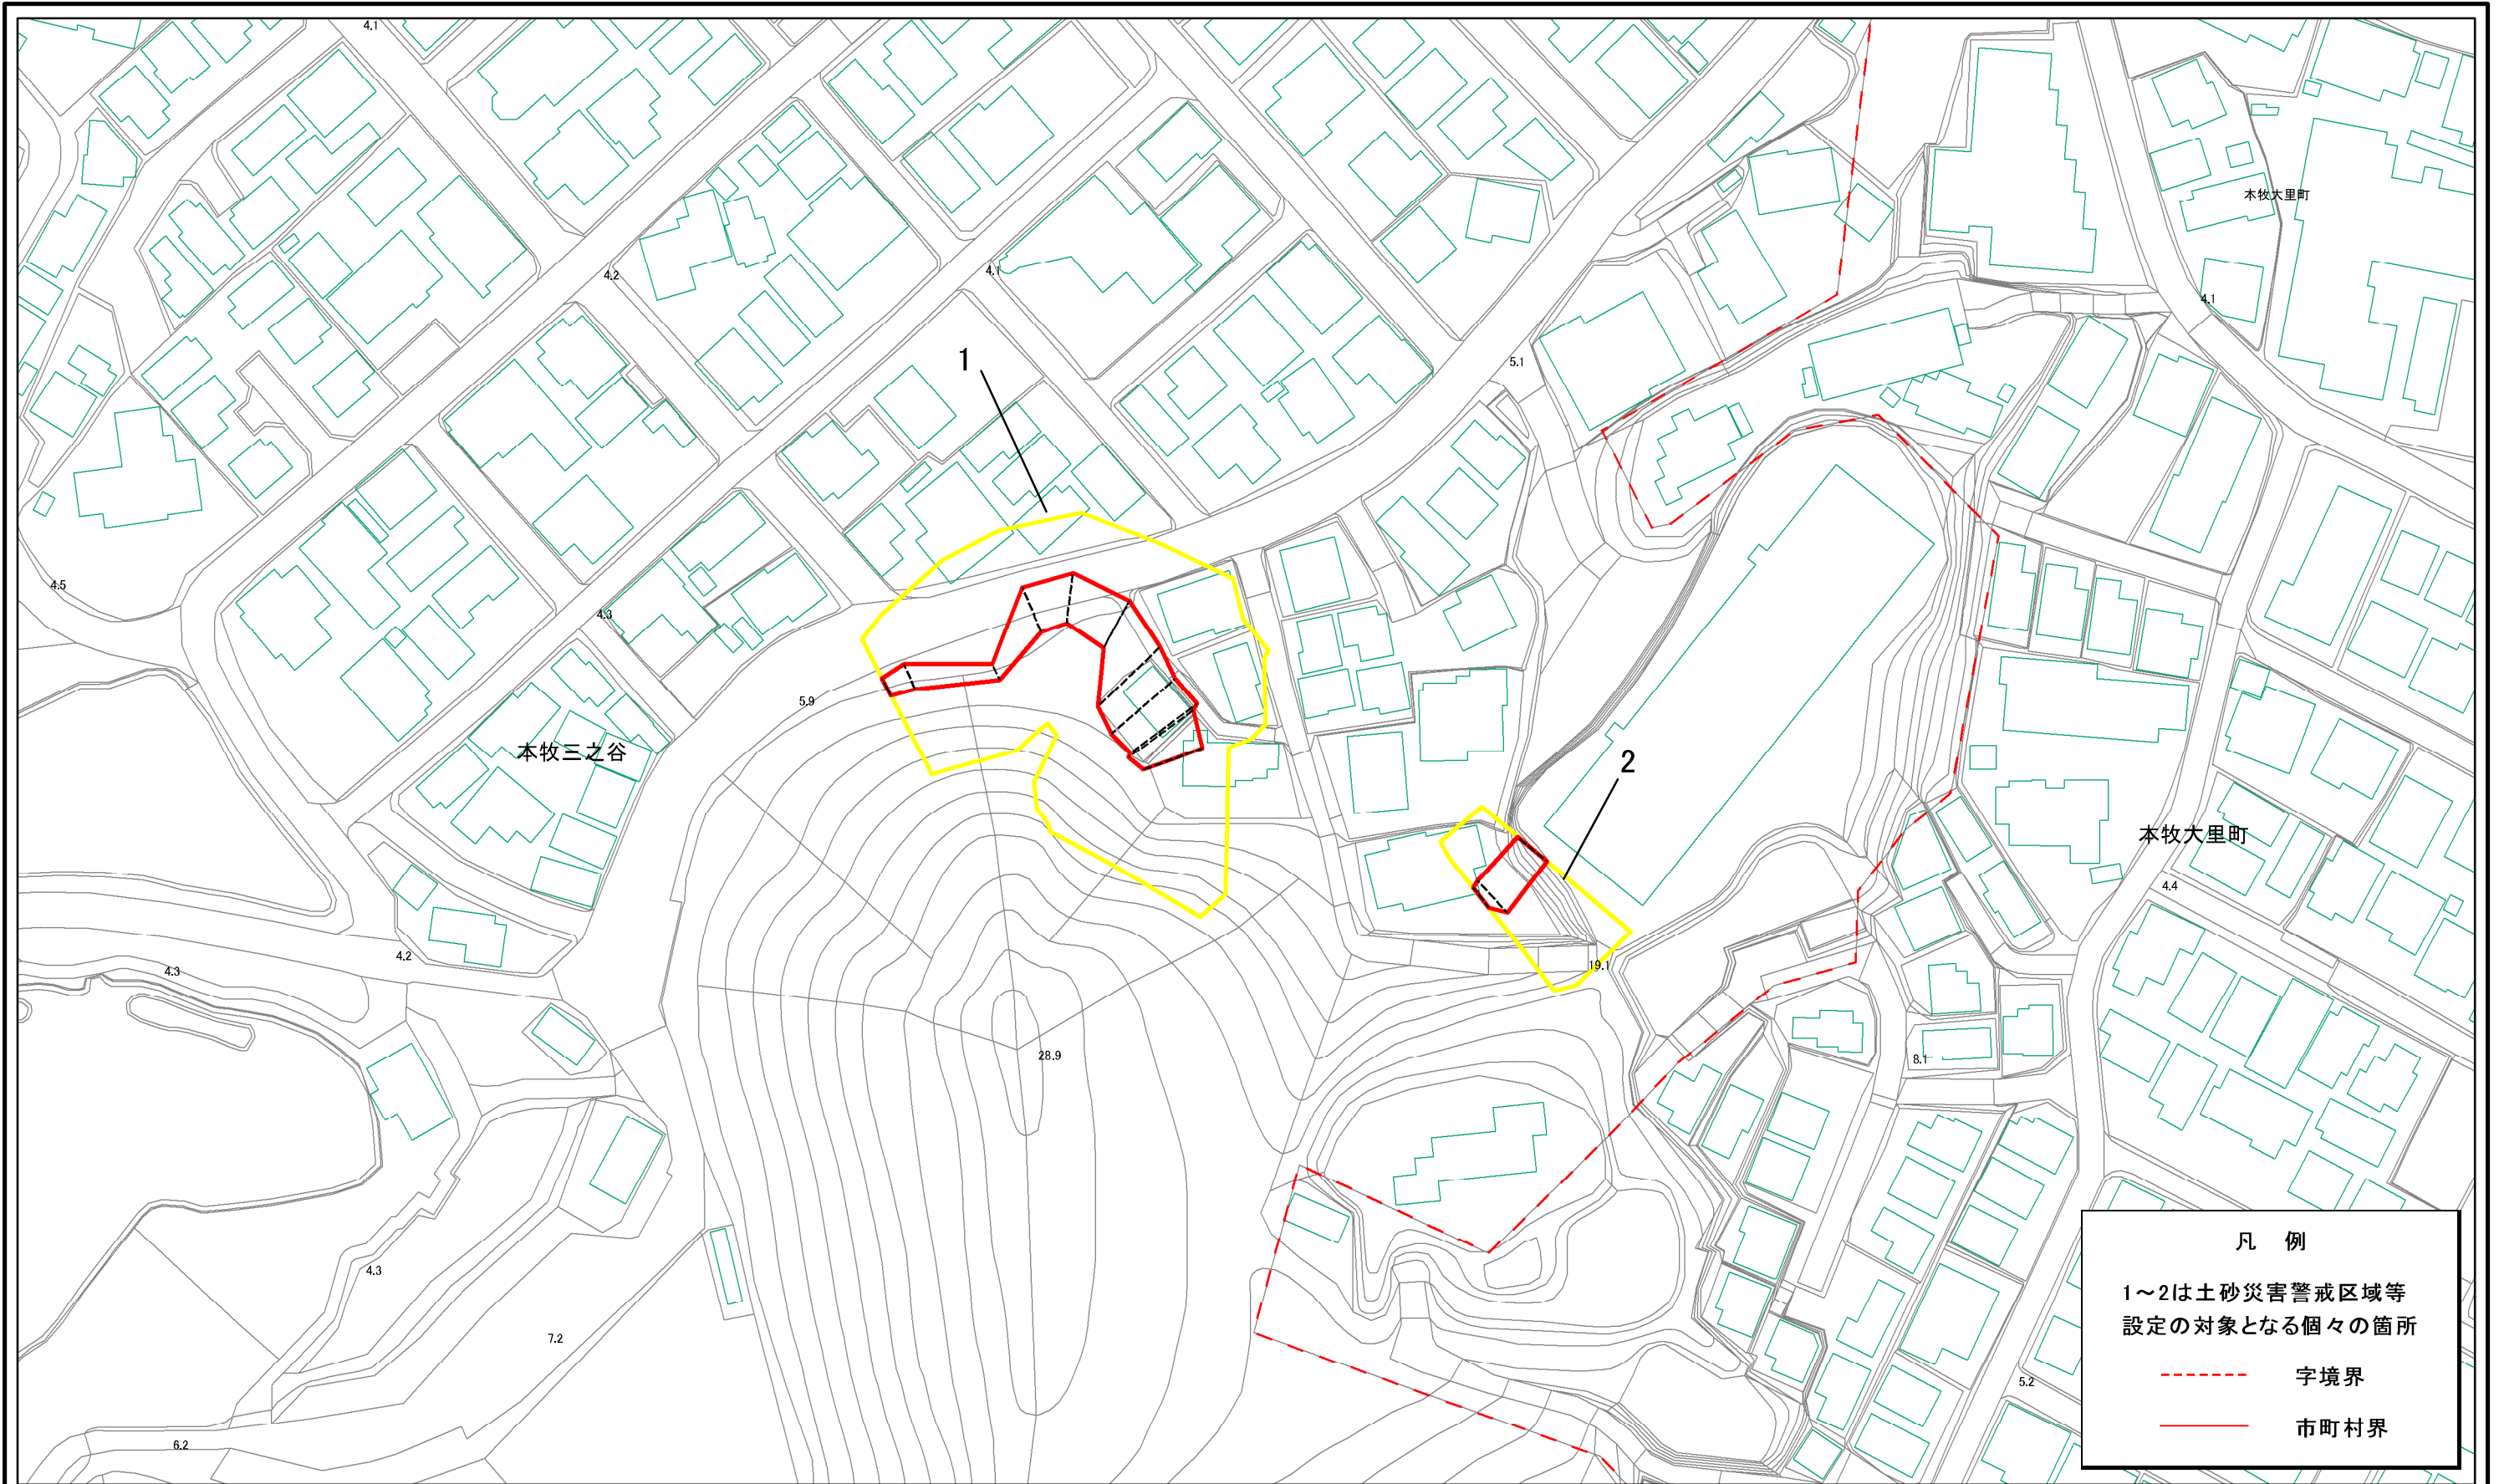 4.1
本牧大里町
4.2
4.1
4.1
1
5.1
4.5
4.3
5.9
本牧三之谷
2
本牧大里町
4.4
4.2
19.1
4.3
28.9
8.1
凡 例
1～2は土砂災害警戒区域等
設定の対象となる個々の箇所
字境界
市町村界
4.3
7.2
5.2
6.2